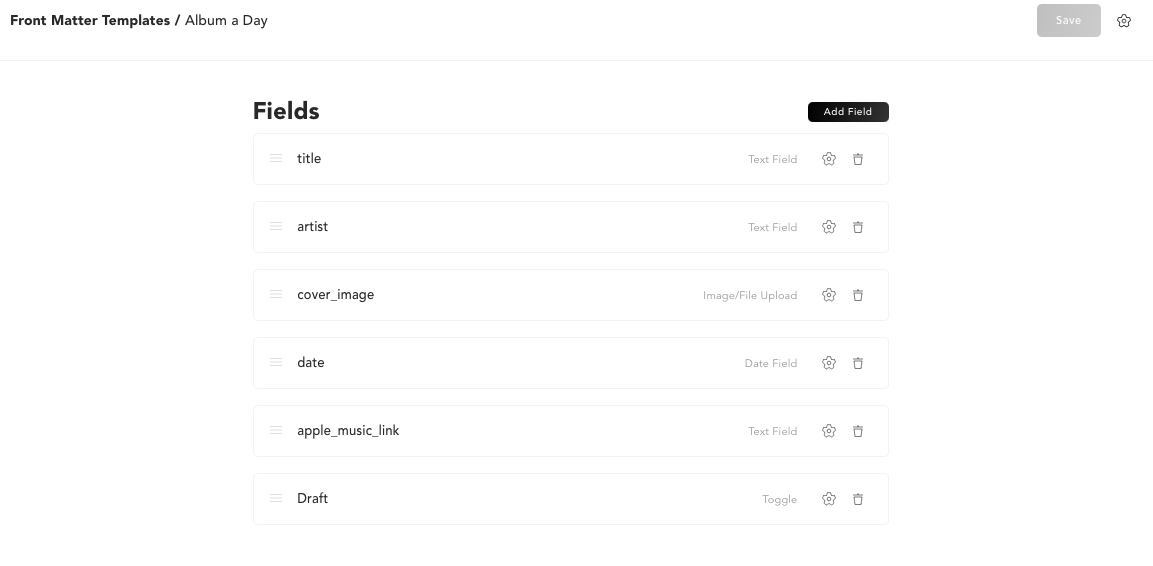 Front Matter Templates / Album a Day
Save
Fields
Add Field
title
Text Field
artist
Text Field
cover_image
Image/File Upload
date
Date Field
apple_music_link
Text Field
Draft
Toggle